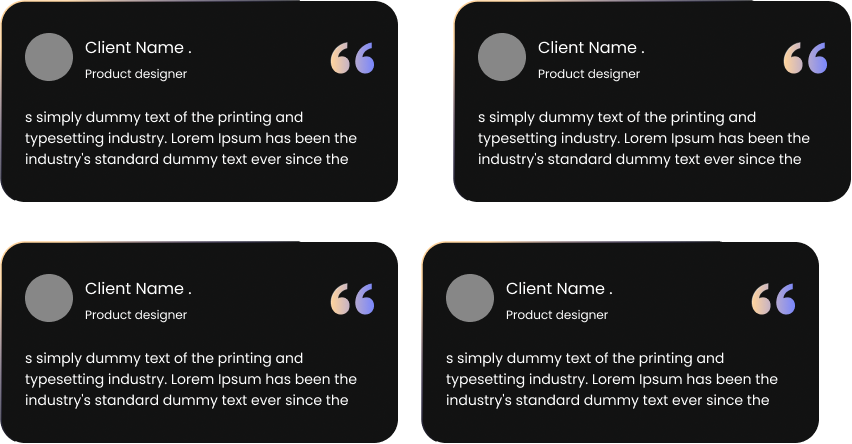 Client Name .
Product designer
s simply dummy text of the printing and
typesetting industry. Lorem Ipsum has been the
industry's standard dummy text ever since the
Client Name .
Product designer
s simply dummy text of the printing and
typesetting industry. Lorem Ipsum has been the
industry's standard dummy text ever since the
Client Name .
Product designer
s simply dummy text of the printing and
typesetting industry. Lorem Ipsum has been the
industry's standard dummy text ever since the
Client Name .
Product designer
s simply dummy text of the printing and
typesetting industry. Lorem Ipsum has been the
industry's standard dummy text ever since the